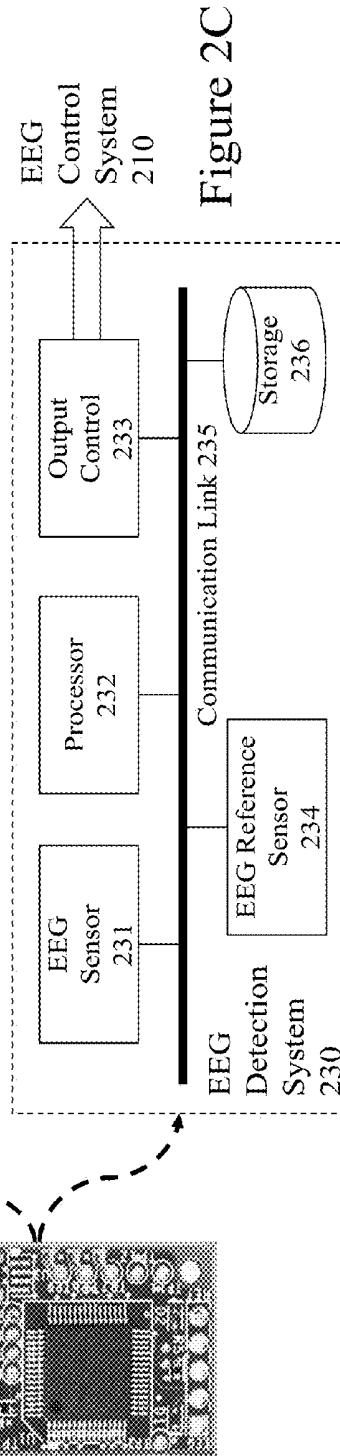 EEG
Sensor
231
Processor
232
Output
Control
233
EEG
Control
System
210
Communication Link 235
EEG Reference
Sensor
234
Storage
236
EEG
Detection
System
230
Figure 2C